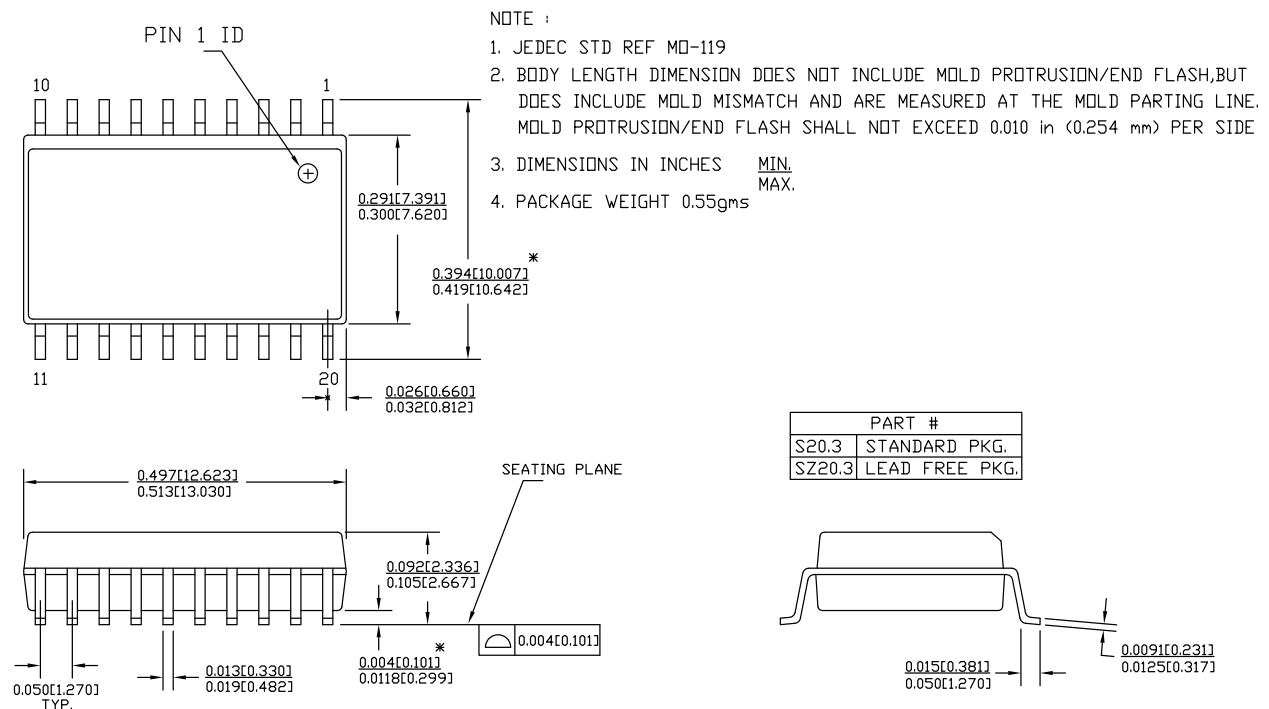 NOTE :
1. JEDEC STD REF MO-119
2. BODY LENGTH DIMENSION DOES NOT INCLUDE MOLD PROTRUSION/END FLASH,BUT
DOES INCLUDE MOLD MISMATCH AND ARE MEASURED AT THE MOLD PARTING LINE.
MOLD PROTRUSION/END FLASH SHALL NOT EXCEED 0.010 in (0.254 mm) PER SIDE
3. DIMENSIONS IN INCHES MIN.
MAX.
4. PACKAGE WEIGHT 0.55gms
PIN 1 ID
10
1
0.291[7.391]
0.300[7.620]
*
0.394[10.007]
0.419[10.642]
11
20
0.026[0.660]
0.032[0.812]
PART #
S20.3 STANDARD PKG.
SZ20.3 LEAD FREE PKG.
0.497[12.623]
0.513[13.030]
SEATING PLANE
0.092[2.336]
0.105[2.667]
0.004[0.101]
*
0.004[0.101]
0.0118[0.299]
0.013[0.330]
0.019[0.482]
0.050[1.270]
TYP.
0.015[0.381]
0.050[1.270]
0.0091[0.231]
0.0125[0.317]